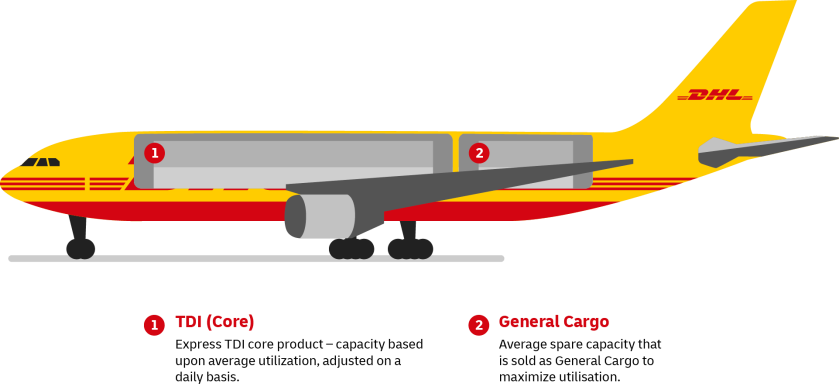 DHL
1
2
1 TDI (Core)
Express TDI core product – capacity based
upon average utilization, adjusted on a
daily basis.
2 General Cargo
Average spare capacity that
is sold as General Cargo to
maximize utilisation.